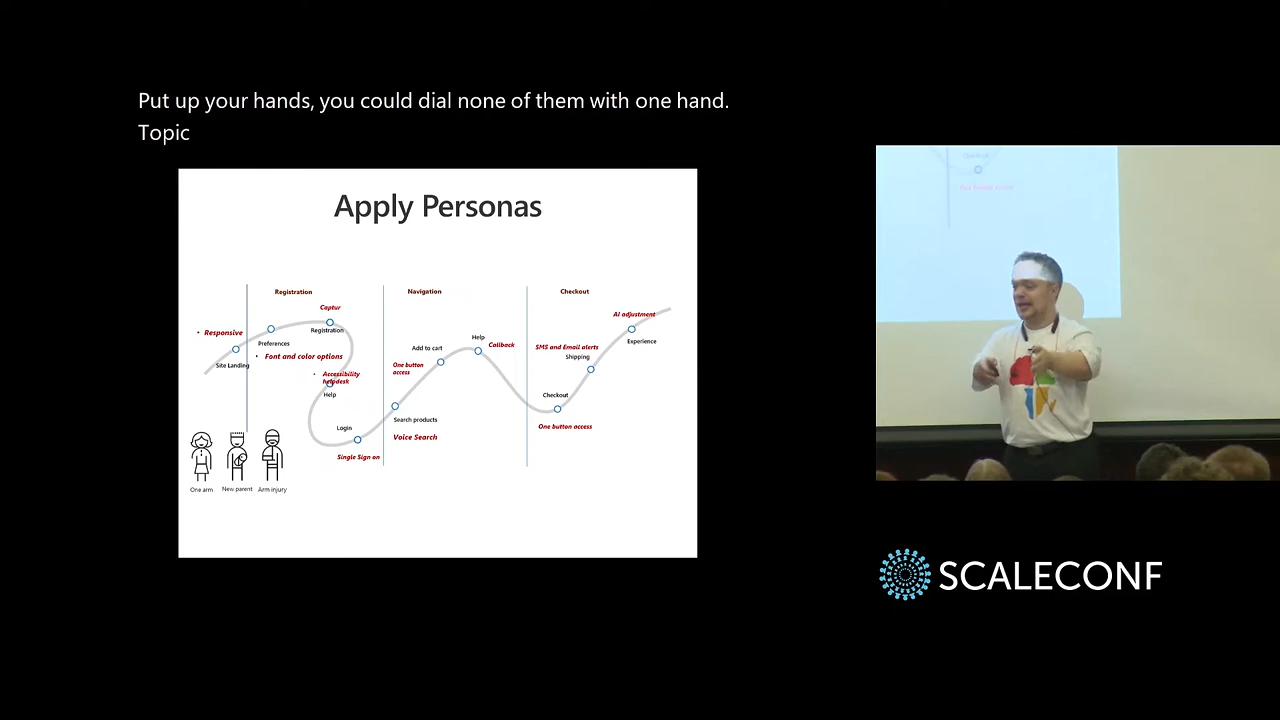 Put up your hands, you could dial none of them with one hand.
Topic
Apply Personas
Registration
Navigation
Checkout
Captur
Registration
• Responsive
Preferences
Site Landing
• Font and color options
• Accessibility
helpdesk
Help
Login
Single Sign on
Add to cart
One button
access
Help
Callback
Search products
Voice Search
AI adjustment
Experience
SMS and Email alerts
Shipping
Checkout
One button access
One arm
New parent
Arm injury
SCALECONF